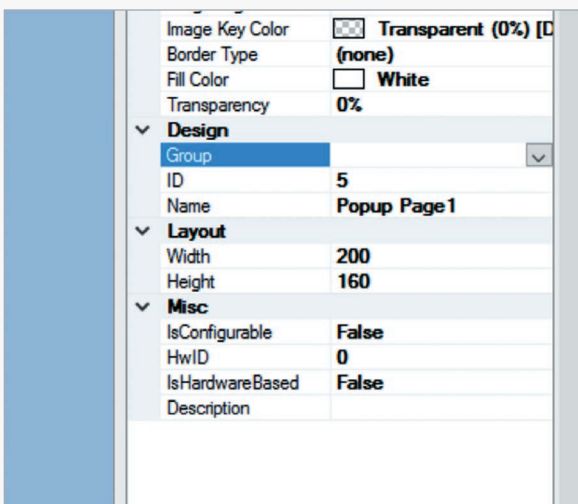 Image Key Color Transparent (0%) [D
Border Type (none)
Fill Color White
Transparency 0%
Design
Group
ID 5
Name Popup Page1
Layout
Width 200
Height 160
Misc
IsConfigurable False
HwID 0
IsHardwareBased False
Description